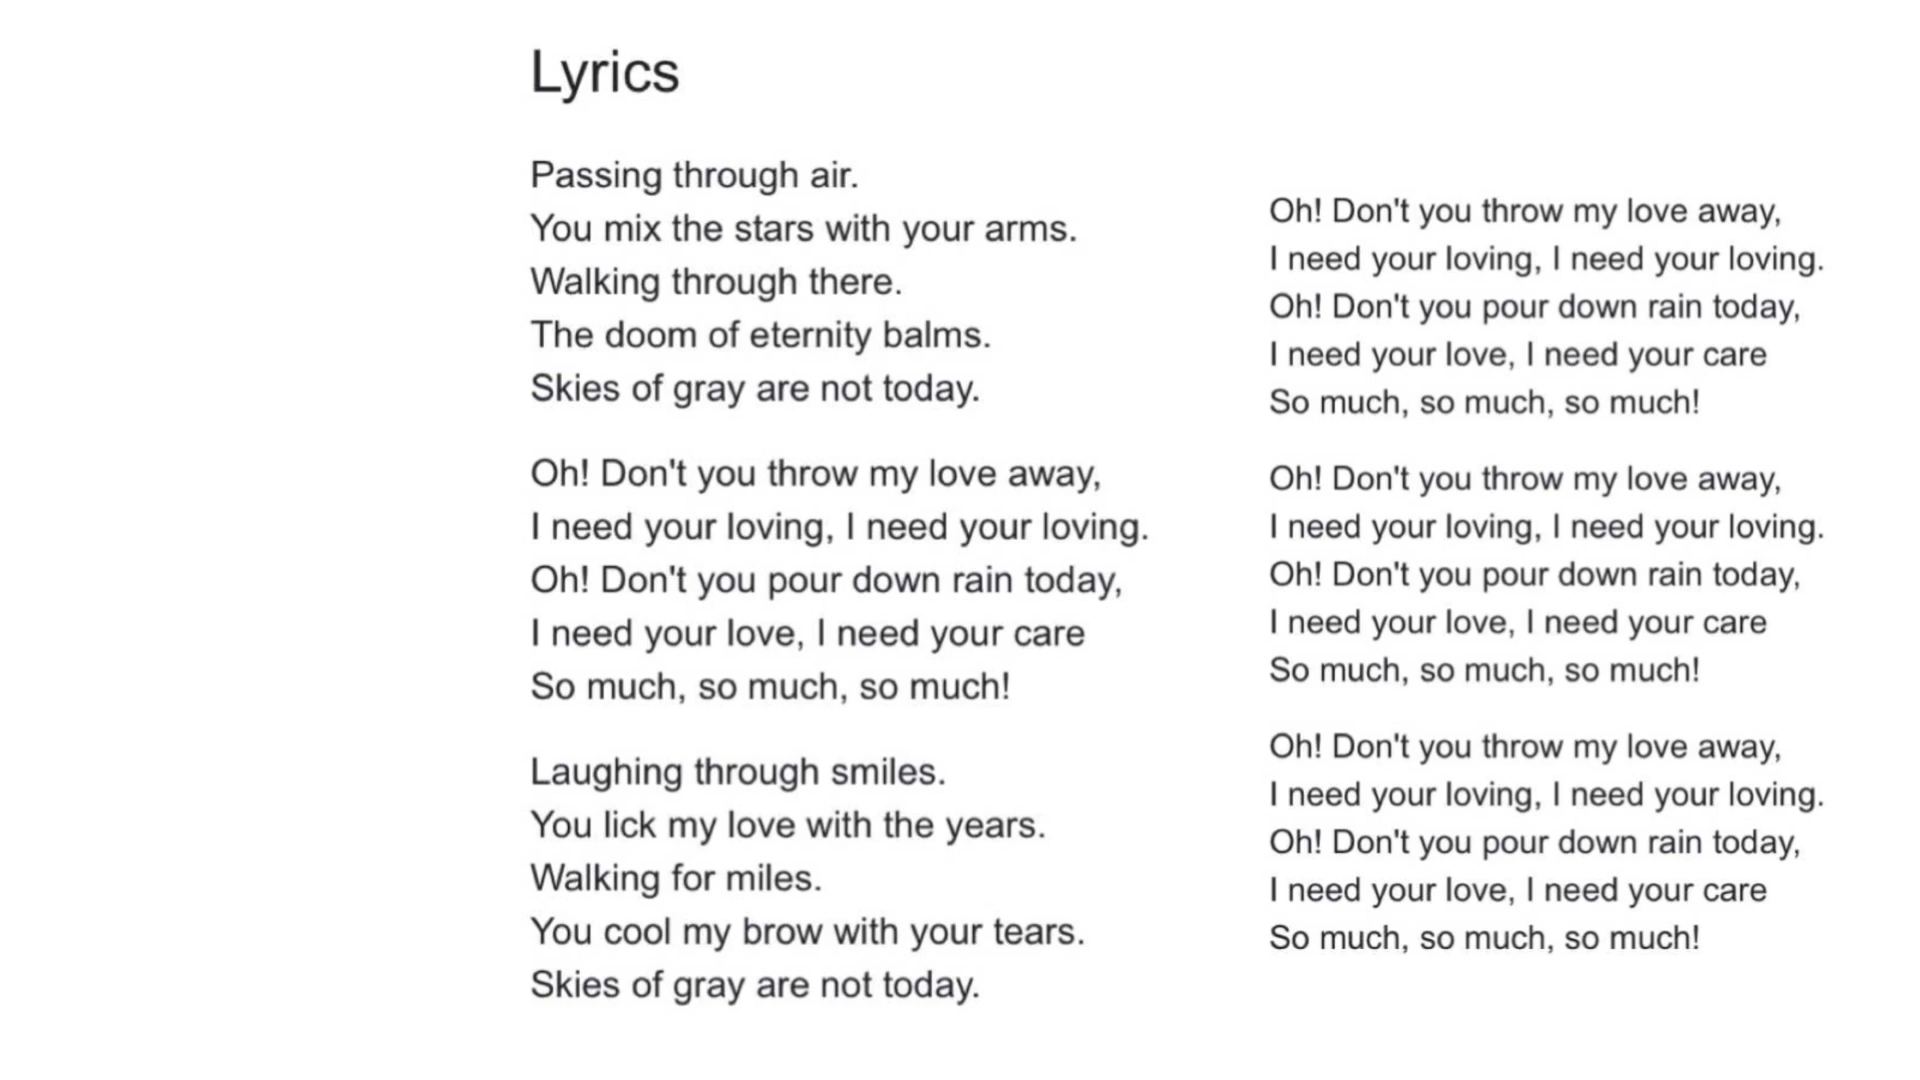 Lyrics
Passing through air.
You mix the stars with your arms.
Walking through there.
The doom of eternity balms.
Skies of gray are not today.
Oh! Don't you throw my love away,
I need your loving, I need your loving.
Oh! Don't you pour down rain today,
I need your love, I need your care
So much, so much, so much!
Laughing through smiles.
You lick my love with the years.
Walking for miles.
You cool my brow with your tears.
Skies of gray are not today.
Oh! Don't you throw my love away,
I need your loving, I need your loving.
Oh! Don't you pour down rain today,
I need your love, I need your care
So much, so much, so much!
Oh! Don't you throw my love away,
I need your loving, I need your loving.
Oh! Don't you pour down rain today,
I need your love, I need your care
So much, so much, so much!
Oh! Don't you throw my love away,
I need your loving, I need your loving.
Oh! Don't you pour down rain today,
I need your love, I need your care
So much, so much, so much!